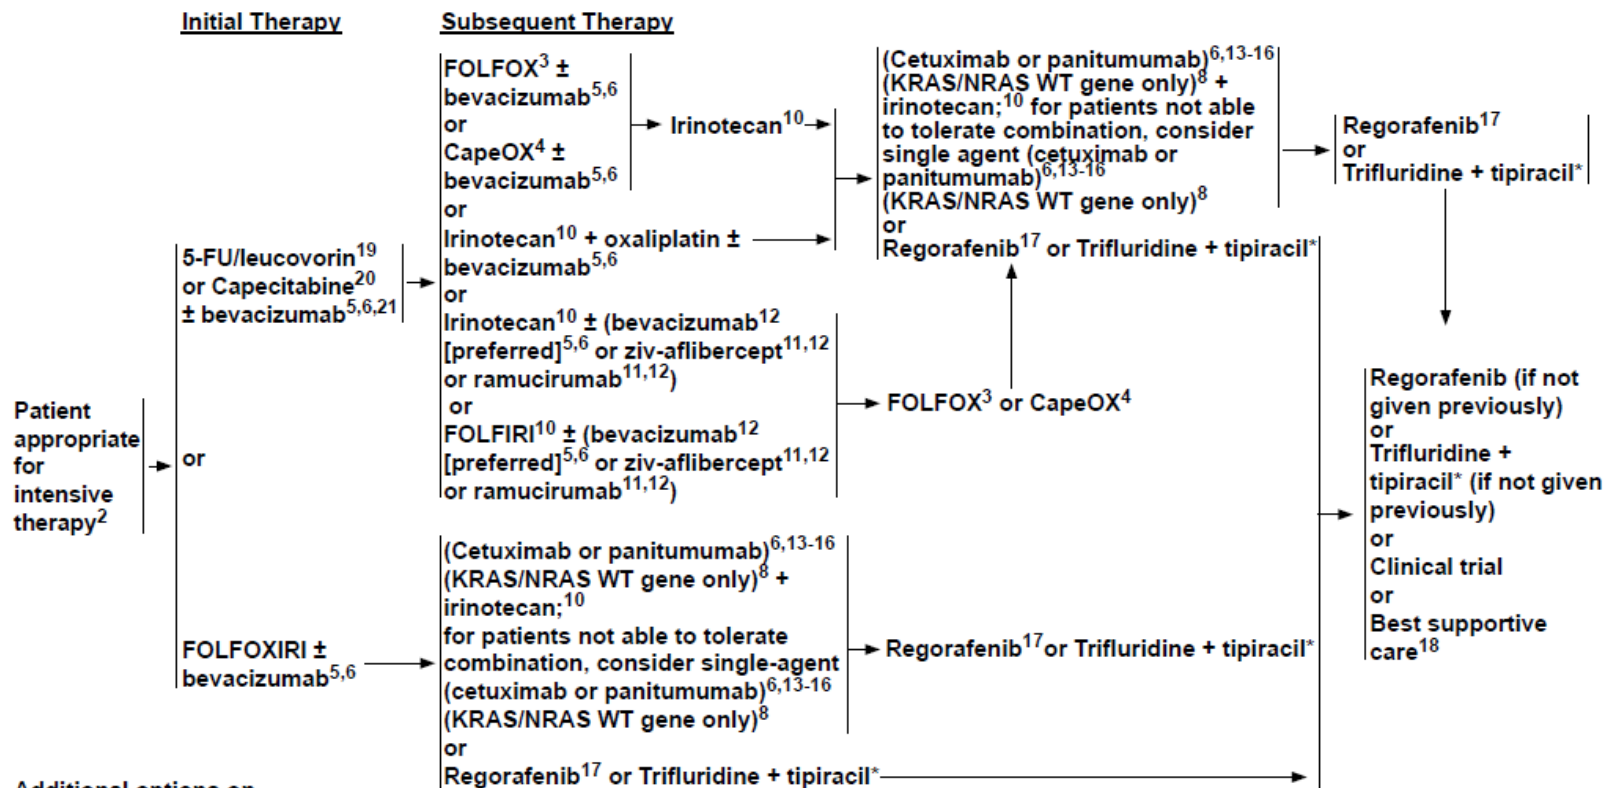 Initial Therapy
Subsequent Therapy
Patient
appropriate
for
intensive
therapy2
5-FU/leucovorin19
or Capecitabine20
± bevacizumab5,6,21
or
FOLFOXIRI ±
bevacizumab5,6
FOLFOX3 ±
bevacizumab5,6
or
CapeOX4 ±
bevacizumab5,6
or
Irinotecan10 + oxaliplatin ±
bevacizumab5,6
or
Irinotecan10 ± (bevacizumab12
[preferred]5,6 or ziv-aflibercept11,12
or ramucirumab11,12)
or
FOLFIRI10 ± (bevacizumab12
[preferred]5,6 or ziv-aflibercept11,12
or ramucirumab11,12)
Irinotecan10
FOLFOX3 or CapeOX4
(Cetuximab or panitumumab)6,13-16
(KRAS/NRAS WT gene only)8 +
irinotecan;10 for patients not able
to tolerate combination, consider
single agent (cetuximab or
panitumumab)6,13-16
(KRAS/NRAS WT gene only)8
or
Regorafenib17 or Trifluridine + tipiracil*
Regorafenib17
or
Trifluridine + tipiracil*
(Cetuximab or panitumumab)6,13-16
(KRAS/NRAS WT gene only)8 +
irinotecan;10
for patients not able to tolerate
combination, consider single-agent
(cetuximab or panitumumab)6,13-16
(KRAS/NRAS WT gene only)8
or
Regorafenib17 or Trifluridine + tipiracil*
Regorafenib17or Trifluridine + tipiracil*
Regorafenib (if not
given previously)
or
Trifluridine +
tipiracil* (if not given
previously)
or
Clinical trial
or
Best supportive
care18
Additional options on